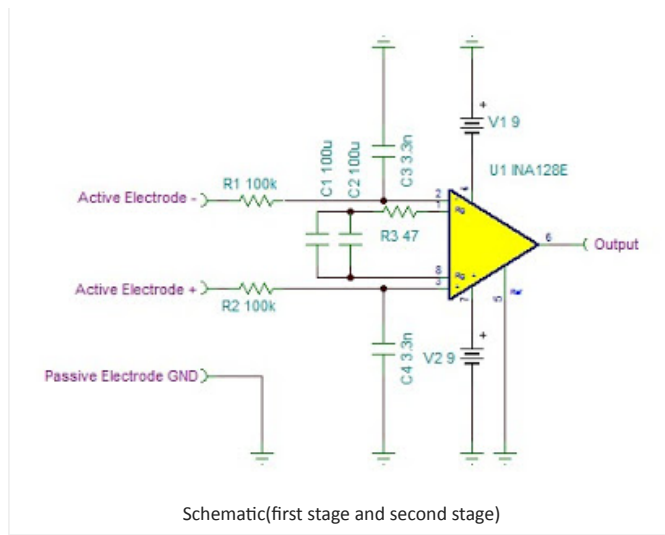 V1 9
+
U1 INA128E
C1 100u
C2 100u
C3 3.3n
R1 100k
Active Electrode -
2
1
Rg
R3 47
6
Output
Active Electrode +
R2 100k
8
Rg
3
+
7
5
Ref
C4 3.3n
V2 9
+
Passive Electrode GND
Schematic(first stage and second stage)